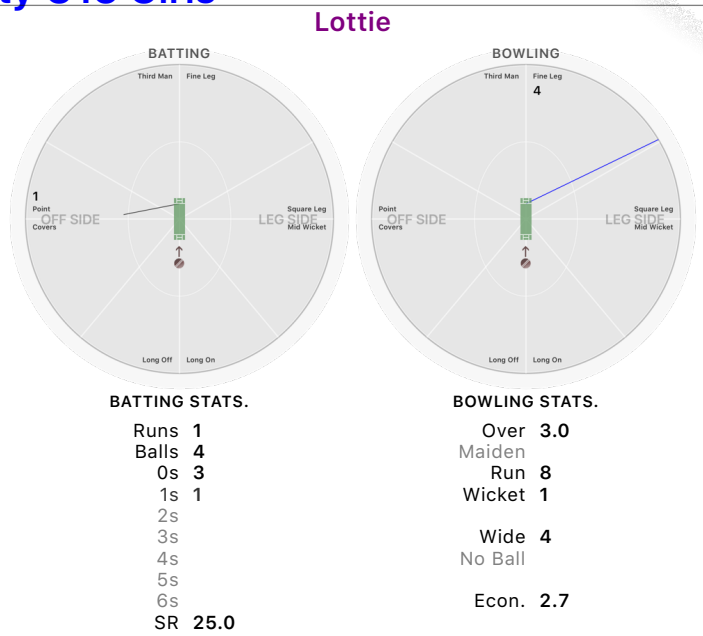 Lottie
BATTING
BOWLING
Third Man Fine Leg
Third Man Fine Leg
4
1
Point
OFF SIDE
Covers
Square Leg
LEG SIDE
Mid Wicket
Point
OFF SIDE
Covers
Square Leg
LEG SIDE
Mid Wicket
Long Off Long On
Long Off Long On
BATTING STATS.
Runs 1
Balls 4
0s 3
1s 1
2s
3s
4s
5s
6s
SR 25.0
BOWLING STATS.
Over 3.0
Maiden
Run 8
Wicket 1
Wide 4
No Ball
Econ. 2.7